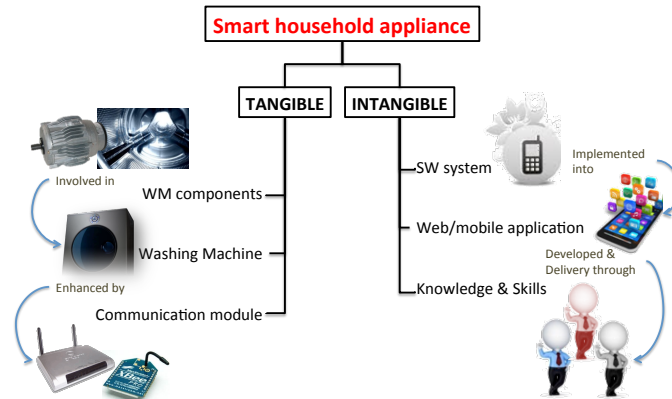 Smart household appliance
TANGIBLE
INTANGIBLE
Involved in
WM components
Washing Machine
Enhanced by
Communication module
SW system
Implemented
into
Web/mobile application
Developed &
Delivery through
Knowledge & Skills
XBee